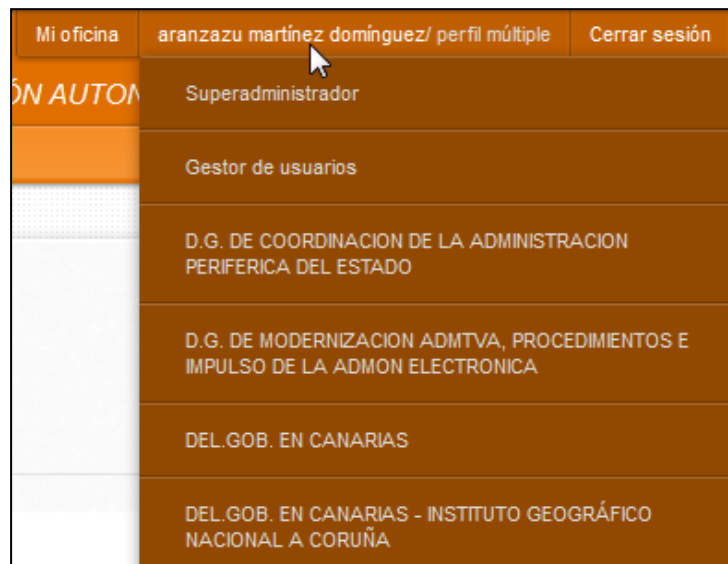 Mi oficina
aranzazu martínez domínguez/ perfil múltiple
Cerrar sesión
ÓN AUTON
Superadministrador
Gestor de usuarios
D.G. DE COORDINACION DE LA ADMINISTRACION
PERIFERICA DEL ESTADO
D.G. DE MODERNIZACION ADMTVA, PROCEDIMIENTOS E
IMPULSO DE LA ADMON ELECTRONICA
DEL.GOB. EN CANARIAS
DEL.GOB. EN CANARIAS - INSTITUTO GEOGRÁFICO
NACIONAL A CORUÑA